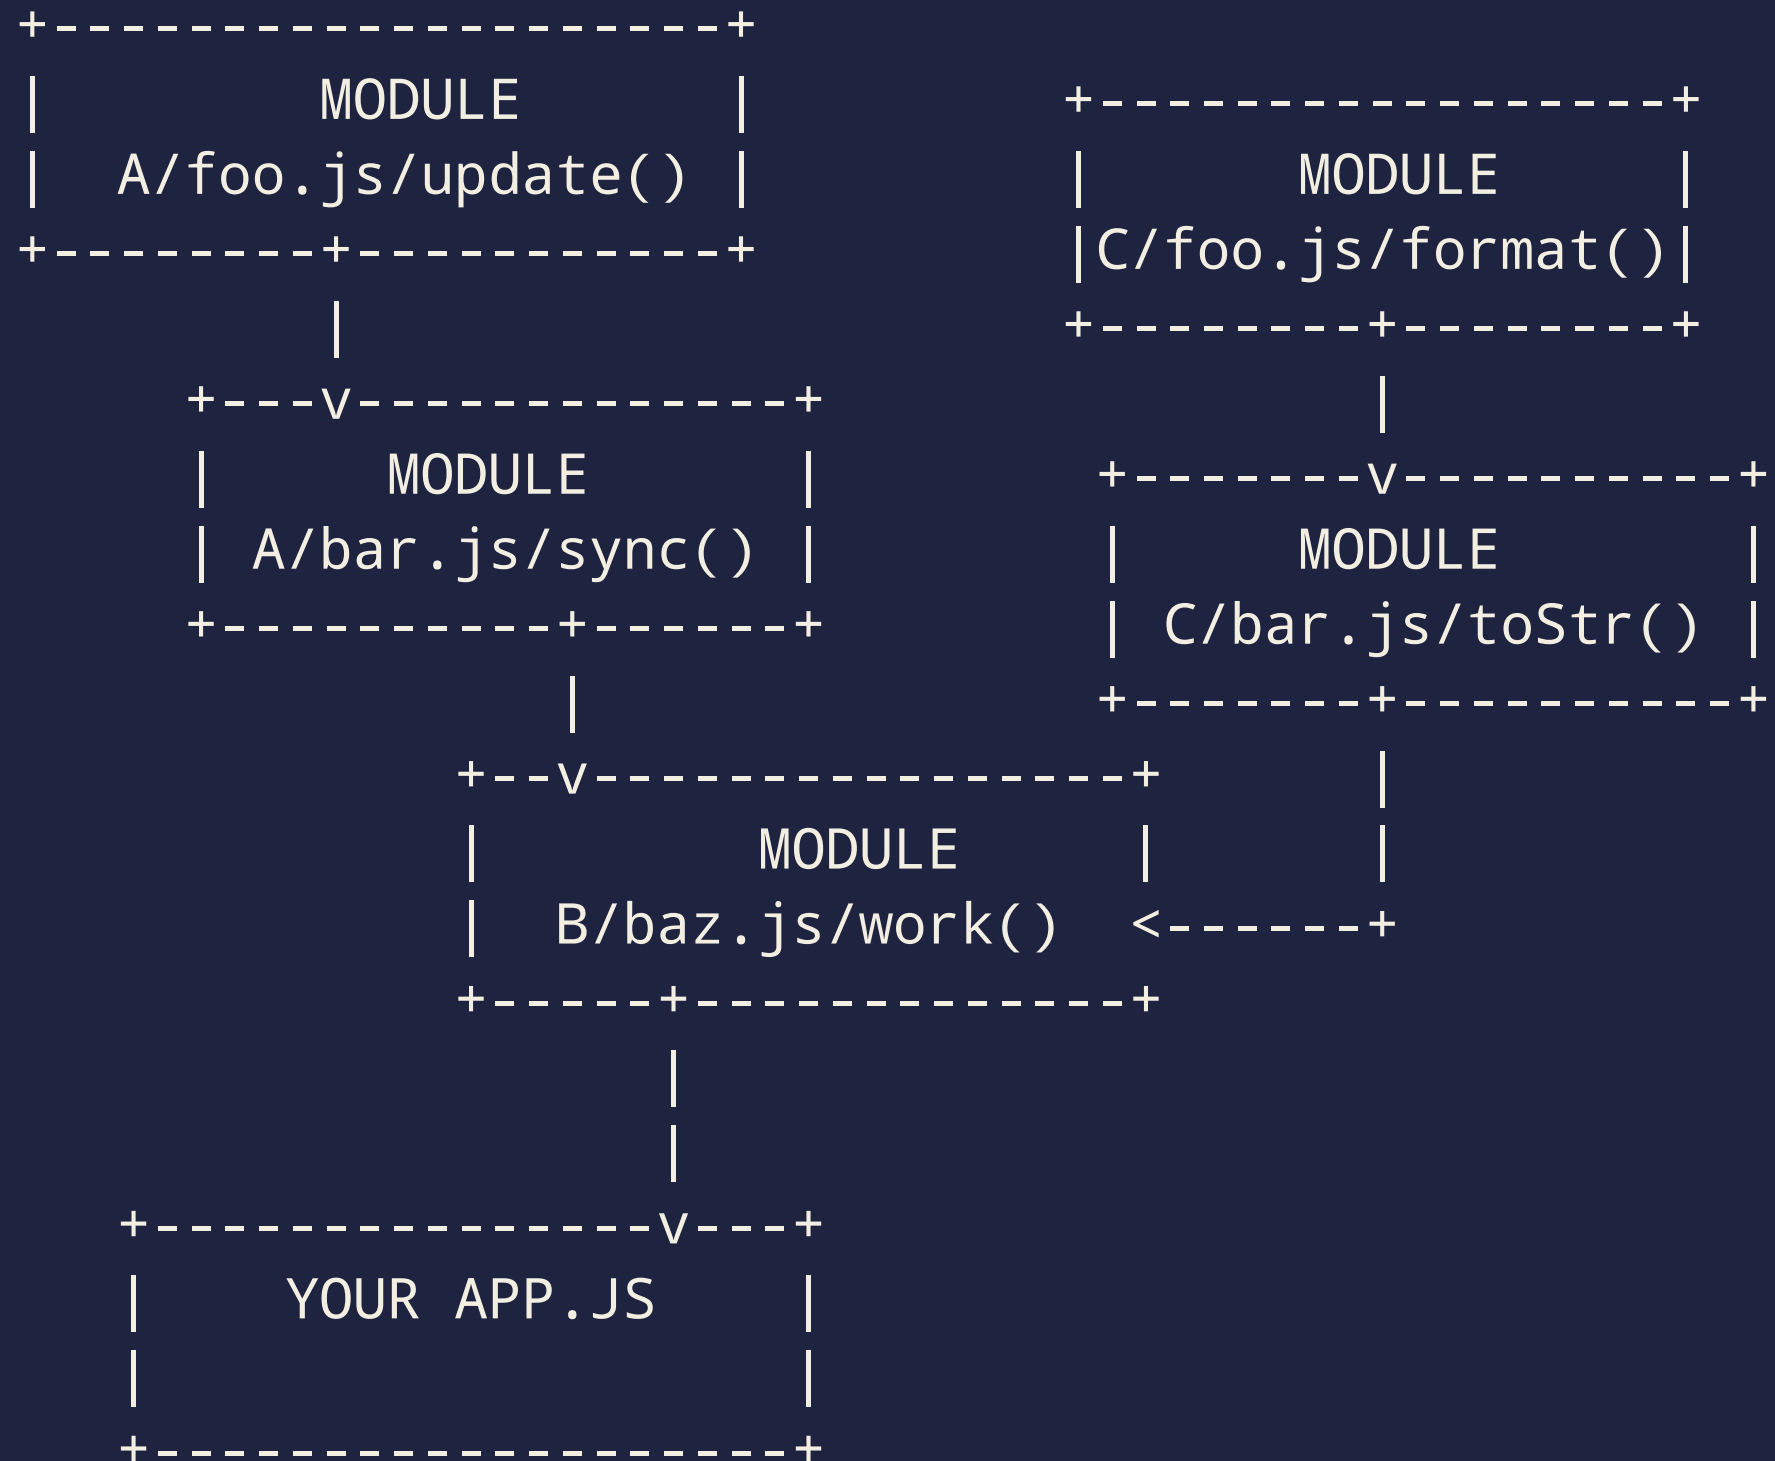 +--------------------+
|        MODULE      |
|  A/foo.js/update() |
+---------+-----------+
|
+---v-------------+
|     MODULE      |
| A/bar.js/sync() |
+----------+------+
|
+--v----------------+
|        MODULE     |
|  B/baz.js/work()  <------+
+-----+-------------+
|
|
+----------------v---+
|    YOUR APP.JS    |
|                   |
+-------------------+
+-----------------+
|      MODULE     |
|C/foo.js/format()|
+--------+--------+
|
+-------v----------+
|     MODULE       |
| C/bar.js/toStr() |
+-------+----------+
|
|